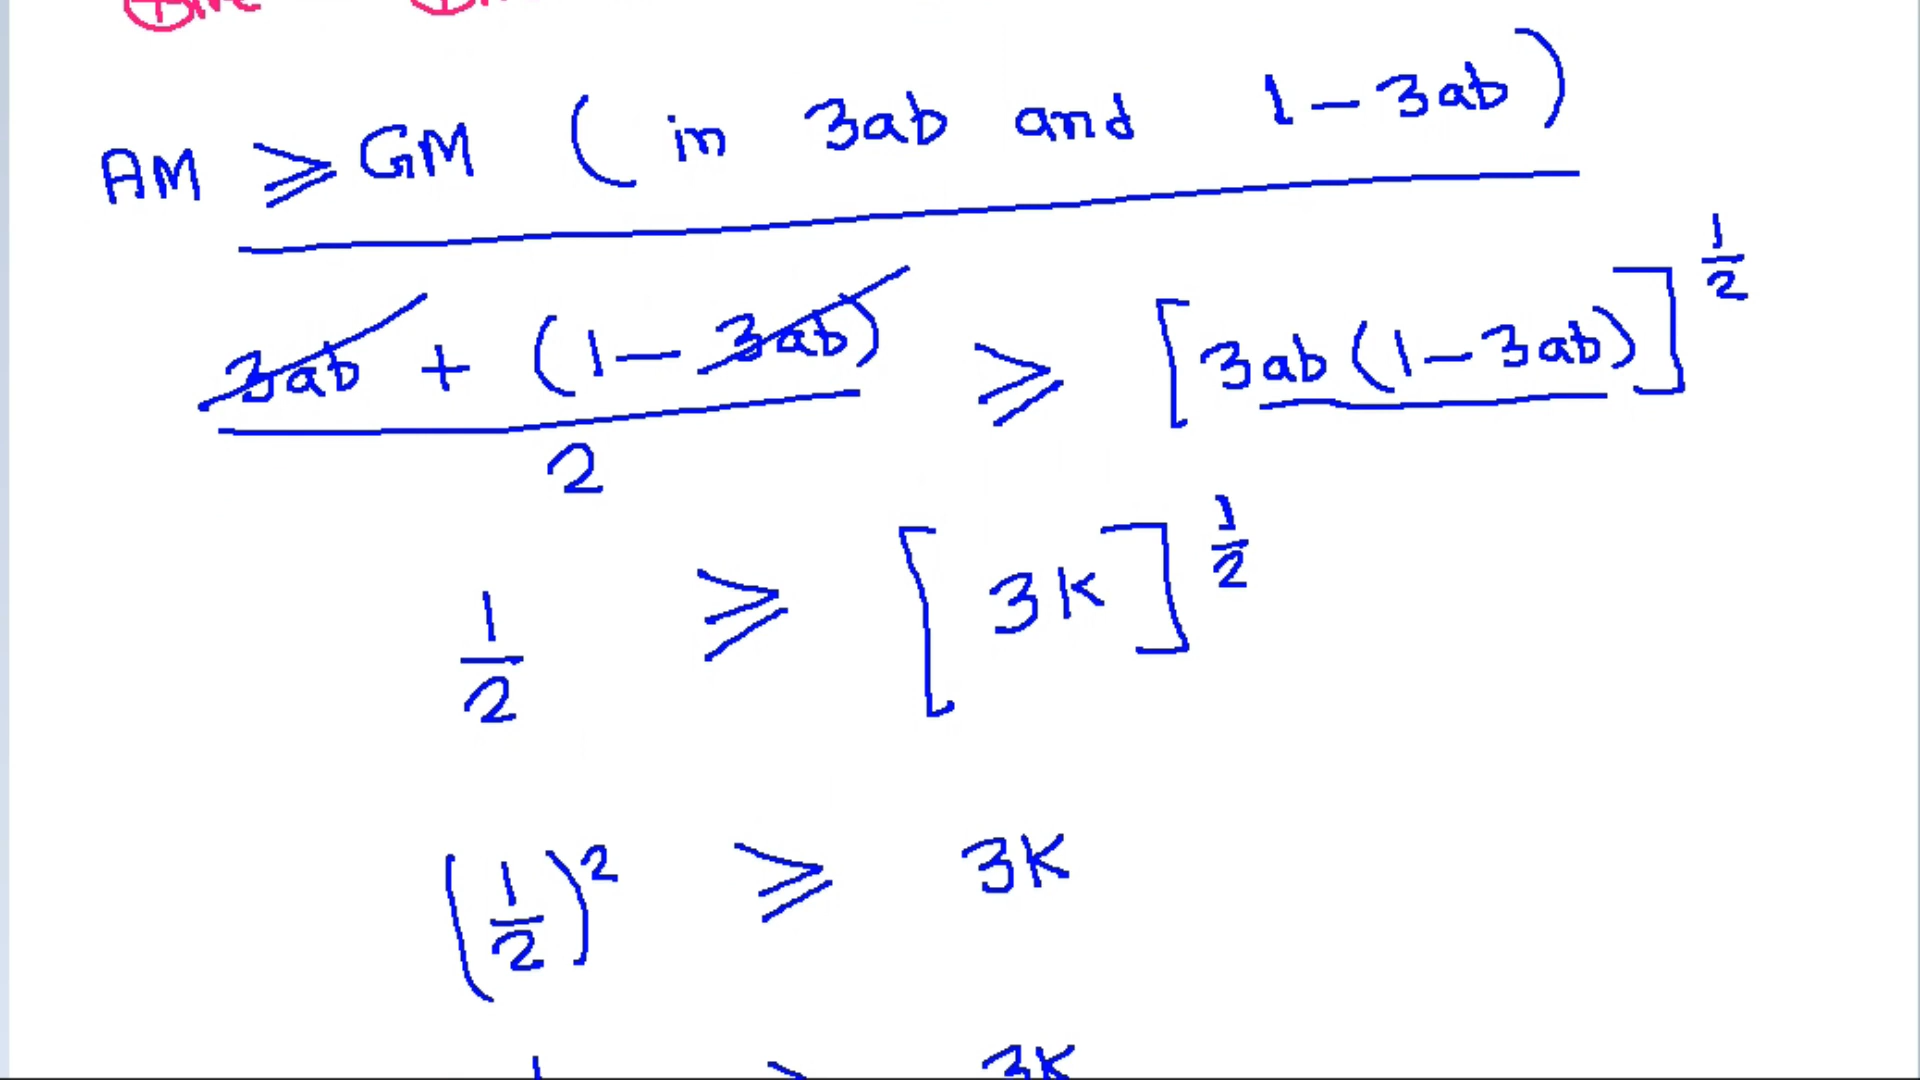 AM ⩾ GM ( in 3ab and 1 - 3ab )
3ab + (1 - 3ab) / 2 ⩾ [3ab (1 - 3ab)]^1/2
1/2 ⩾ [3K]^1/2
(1/2)^2 ⩾ 3K
3K